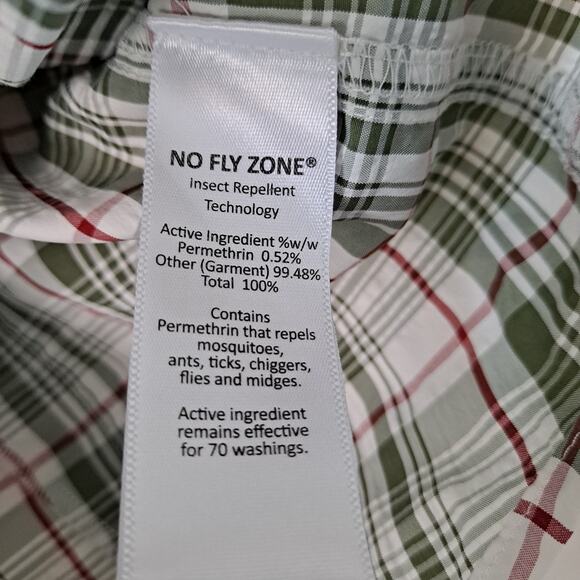 NO FLY ZONE®
Insect Repellent
Technology
Active Ingredient %w/w
Permethrin 0.52%
Other (Garment) 99.48%
Total 100%
Contains
Permethrin that repels
mosquitoes,
ants, ticks, chiggers,
flies and midges.
Active ingredient
remains effective
for 70 washings.